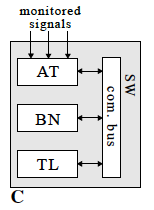 monitored
signals
AT
SW
BN
com. bus
TL
C